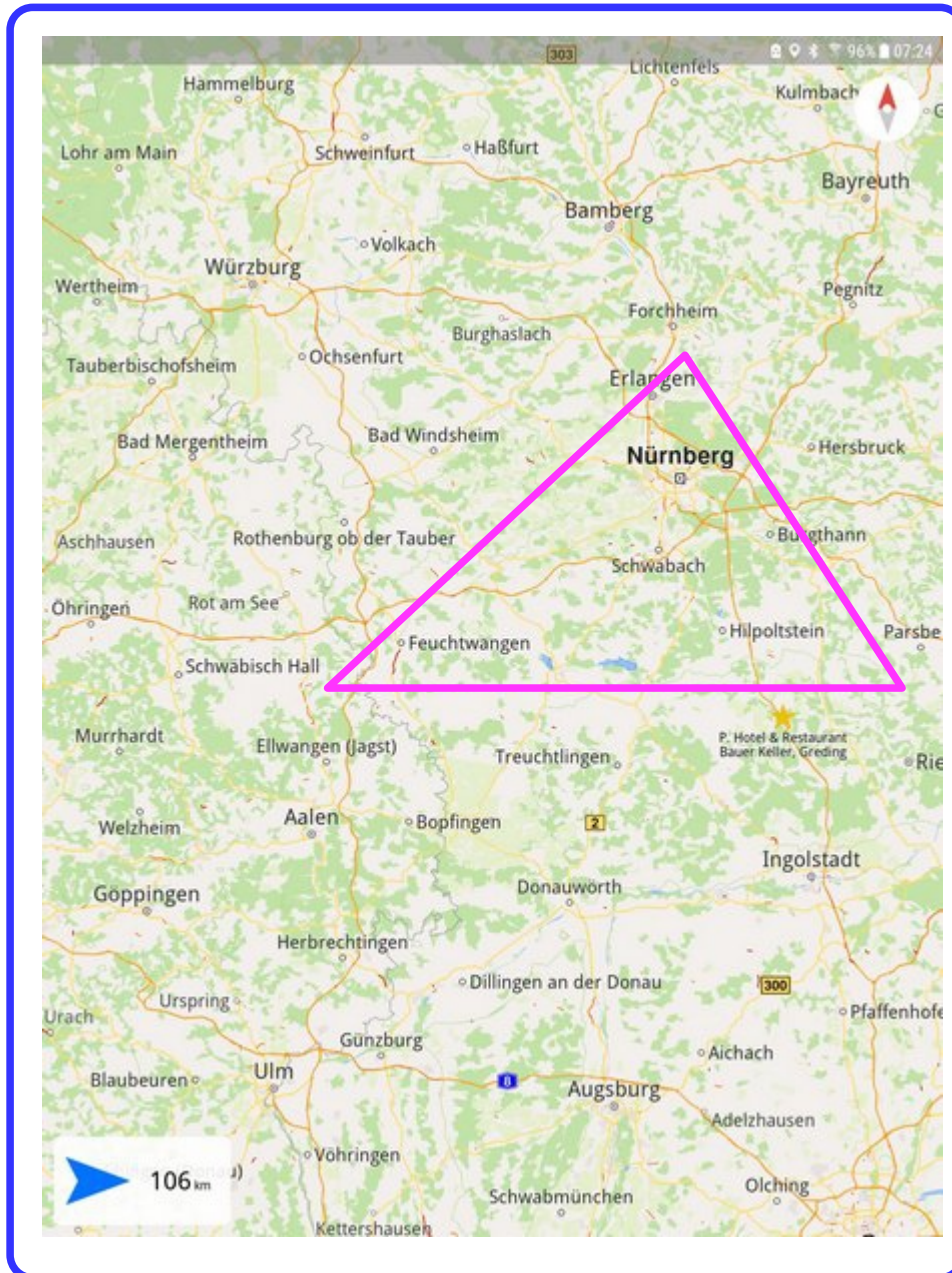 303
96% 07:24
Lichtenfels
Hammelburg
Kulmbach
Lohr am Main
Schweinfurt
Haßfurt
Bayreuth
Bamberg
Volkach
Würzburg
Wertheim
Pegnitz
Forchheim
Burghaslach
Ochsenfurt
Tauberbischofsheim
Erlangen
Bad Mergentheim
Bad Windsheim
Hersbruck
Nürnberg
Aschhausen
Rothenburg ob der Tauber
Burgthann
Schwabach
Öhringen
Rot am See
Hilpoltstein
Parsbe
Feuchtwangen
Schwäbisch Hall
Murrhardt
Ellwangen (Jagst)
Treuchtlingen
P. Hotel & Restaurant
Bauer Keller, Greding
Rie
Welzheim
Aalen
Bopfingen
2
Ingolstadt
Göppingen
Donauwörth
Herbrechtingen
Dillingen an der Donau
300
Urspring
Urach
Pfaffenhofe
Günzburg
Aichach
Blaubeuren
Ulm
8
Augsburg
Adelzhausen
Vöhringen
106 km
Schwabmünchen
Olching
Kettershausen